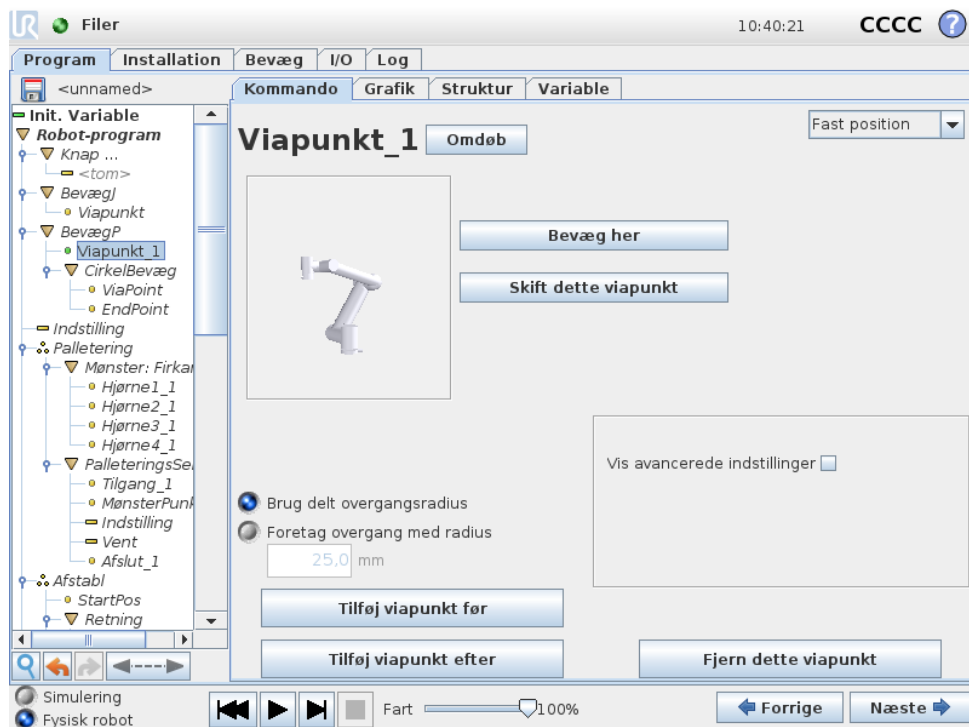 UR Filer 10:40:21 CCCC ?
Program Installation Bevæg I/O Log
<unnamed> Kommando Grafik Struktur Variable
Init. Variable
Robot-program
Knap ...
<tom>
BevægJ
Viapunkt
BevægP
Viapunkt_1
CirkelBevæg
ViaPoint
EndPoint
Indstilling
Palletering
Mønster: Firkan
Hjørne1_1
Hjørne2_1
Hjørne3_1
Hjørne4_1
PalleteringsSe
Tilgang_1
MønsterPunk
Indstilling
Vent
Afslut_1
Afstabl
StartPos
Retning
Viapunkt_1 Omdøb
Fast position
Bevæg her
Skift dette viapunkt
Vis avancerede indstillinger
Brug delt overgangsradius
Foretag overgang med radius
25,0 mm
Tilføj viapunkt før
Tilføj viapunkt efter
Fjern dette viapunkt
Simulering
Fysisk robot
Fart 100%
Forrige Næste